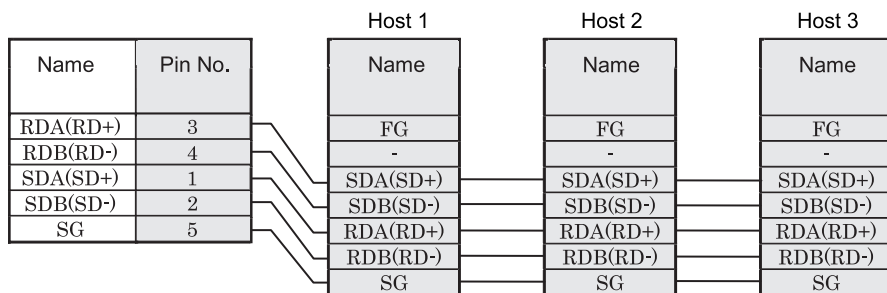 Host 1 Host 2 Host 3
Name Pin No. Name Name Name
RDA(RD+) 3 FG FG FG
RDB(RD-) 4 - - -
SDA(SD+) 1 SDA(SD+) SDA(SD+) SDA(SD+)
SDB(SD-) 2 SDB(SD-) SDB(SD-) SDB(SD-)
SG 5 RDA(RD+) RDA(RD+) RDA(RD+)
RDB(RD-) RDB(RD-) RDB(RD-)
SG SG SG